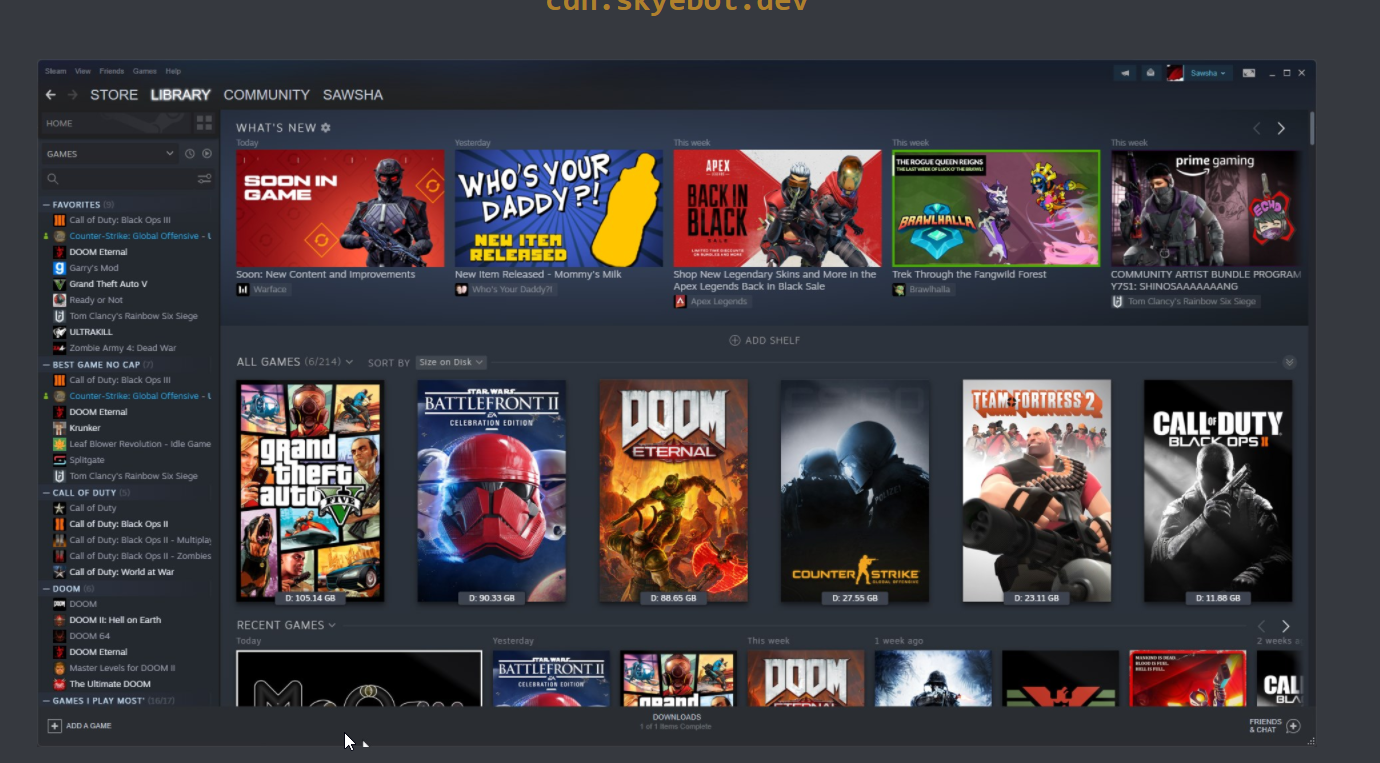 cdn.skyebot.dev
Steam View Friends Games Help
Sawsha
STORE LIBRARY COMMUNITY SAWSHA
HOME
GAMES
— FAVORITES (9)
Call of Duty: Black Ops III
Counter-Strike: Global Offensive -
DOOM Eternal
Garry's Mod
Grand Theft Auto V
Ready or Not
Tom Clancy's Rainbow Six Siege
ULTRAKILL
Zombie Army 4: Dead War
— BEST GAME NO CAP (7)
Call of Duty: Black Ops III
Counter-Strike: Global Offensive -
DOOM Eternal
Krunker
Leaf Blower Revolution - Idle Game
Splitgate
Tom Clancy's Rainbow Six Siege
— CALL OF DUTY (5)
Call of Duty
Call of Duty: Black Ops II
Call of Duty: Black Ops II - Multiplay
Call of Duty: Black Ops II - Zombies
Call of Duty: World at War
— DOOM (6)
DOOM
DOOM II: Hell on Earth
DOOM 64
DOOM Eternal
Master Levels for DOOM II
The Ultimate DOOM
— GAMES I PLAY MOST' (16/17)
ADD A GAME
WHAT'S NEW
Today
SOON IN
GAME
Soon: New Content and Improvements
Warface
Yesterday
WHO'S YOUR
DADDY?!
NEW ITEM
RELEASED
New Item Released - Mommy's Milk
Who's Your Daddy?!
This week
APEX
BACK IN
BLACK
SALE
Shop New Legendary Skins and More in the
Apex Legends Back in Black Sale
Apex Legends
This week
THE ROGUE QUEEN REIGNS
THE LAST WEEK OF LUCK O' THE BRAWL!
BRAWLHALLA
Trek Through the Fangwild Forest
Brawlhalla
This week
prime gaming
ECHO
COMMUNITY ARTIST BUNDLE PROGRAM
Y7S1: SHINOSAAAAAAANG
Tom Clancy's Rainbow Six Siege
ADD SHELF
ALL GAMES (6/214) SORT BY Size on Disk
grand
theft
auto V
FIVE
D: 105.14 GB
STAR WARS
BATTLEFRONT II
EA
CELEBRATION EDITION
D: 90.33 GB
DOOM
ETERNAL
D: 88.65 GB
POLIZEI
COUNTER STRIKE
GLOBAL OFFENSIVE
D: 27.55 GB
TEAM FORTRESS 2
D: 23.11 GB
CALL OF DUTY
BLACK OPS II
D: 11.88 GB
RECENT GAMES
Today
Yesterday
STAR WARS
BATTLEFRONT II
EA
CELEBRATION EDITION
grand
This week
DOOM
ETERNAL
1 week ago
MANKIND IS DEAD.
BLOOD IS FUEL.
HELL IS FULL.
2 weeks a
CALL
BLA
DOWNLOADS
1 of 1 Items Complete
FRIENDS
& CHAT